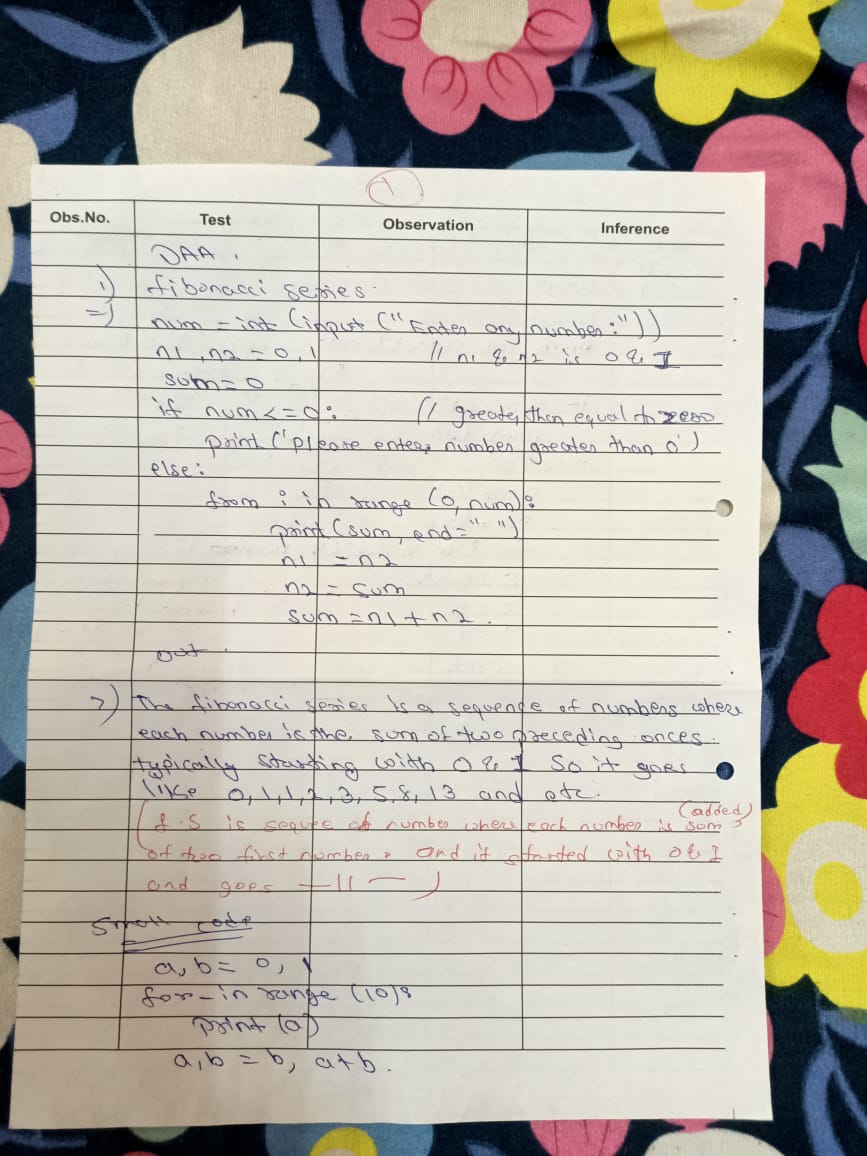 1
Obs.No. Test Observation Inference
DAA.
1) fibonacci series.
=) num = int (input ("Enter any number:"))
n1, n2 = 0, 1 // n1 & n2 is 0 & 1
sum = 0
if num <= 0: // greater then equal to zero
print ('please enter number greater than 0')
else:
from i in range (0, num):
print (sum, end=" ")
n1 = n2
n2 = sum
sum = n1 + n2.
out.
2) The fibonacci series is a sequence of numbers where
each number is the sum of two preceding onces.
typically starting with 0 & 1 So it goes
like 0, 1, 1, 2, 3, 5, 8, 13 and etc.
(added)
(f.S is sequee of number where each number is som
of two first number, and it started with 0 & 1
and goes —11— )
Small code
a, b = 0, 1
for _ in range (10):
print (a)
a, b = b, a+b.